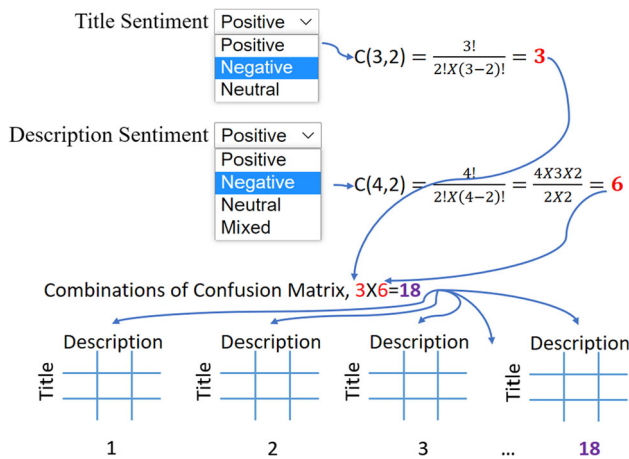 Title Sentiment Positive
Positive
Negative
Neutral
C(3,2) = 3!/(2!X(3−2)!) = 3
Description Sentiment Positive
Positive
Negative
Neutral
Mixed
C(4,2) = 4!/(2!X(4−2)!) = 4X3X2/2X2 = 6
Combinations of Confusion Matrix, 3X6=18
Description Description Description Description
Title Title Title Title
1 2 3 ... 18